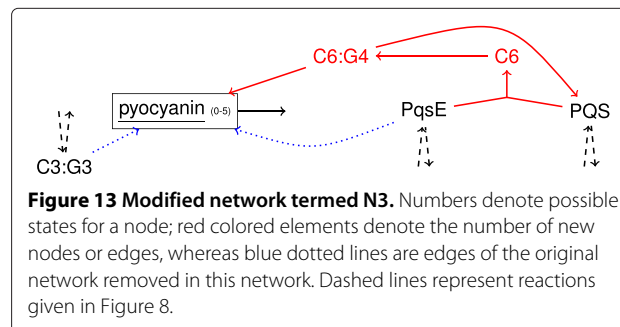 C6:G4
C6
pyocyanin (0-5)
PqsE
PQS
C3:G3
Figure 13 Modified network termed N3. Numbers denote possible
states for a node; red colored elements denote the number of new
nodes or edges, whereas blue dotted lines are edges of the original
network removed in this network. Dashed lines represent reactions
given in Figure 8.